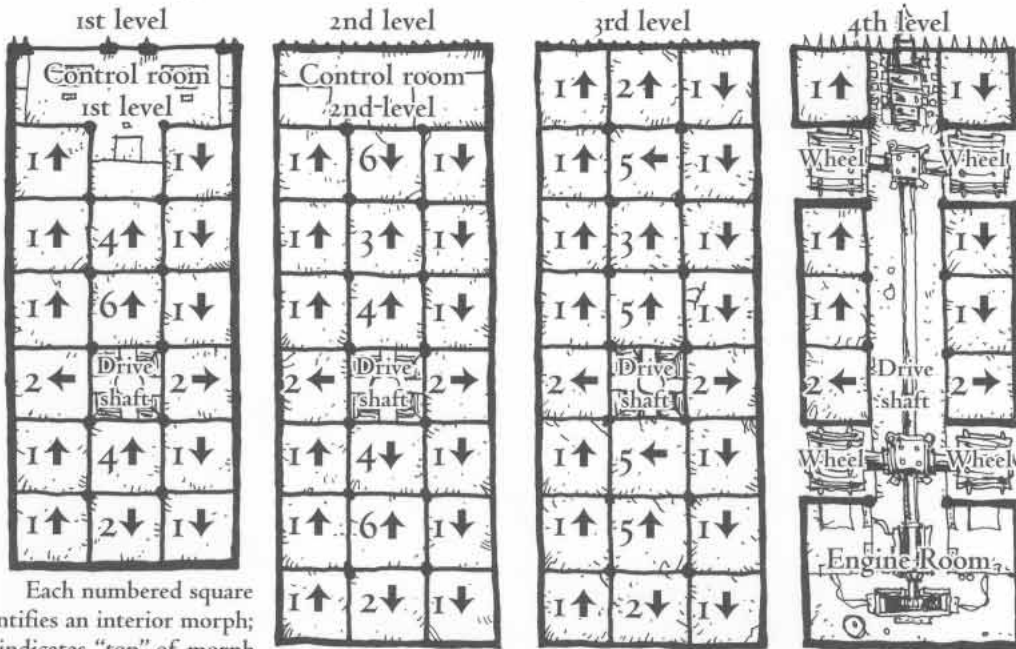 1st level
Control room
1st level
1↑ 1↓
1↑ 4↑ 1↓
1↑ 6↑ 1↓
2← Drive 2→
shaft
1↑ 4↑ 1↓
1↑ 2↓ 1↓
Each numbered square
ntifies an interior morph;
indicates "top" of morph
2nd level
Control room
2nd level
1↑ 6↓ 1↓
1↑ 3↑ 1↓
1↑ 4↑ 1↓
2← Drive 2→
shaft
1↑ 4↓ 1↓
1↑ 6↑ 1↓
1↑ 2↓ 1↓
3rd level
1↑ 2↑ 1↓
1↑ 5← 1↓
1↑ 3↑ 1↓
1↑ 5↑ 1↓
2← Drive 2→
shaft
1↑ 5← 1↓
1↑ 5↑ 1↓
1↑ 2↓ 1↓
4th level
1↑ 1↓
Wheel Wheel
1↑ 1↓
1↑ 1↓
2← Drive 2→
shaft
Wheel Wheel
Engine Room